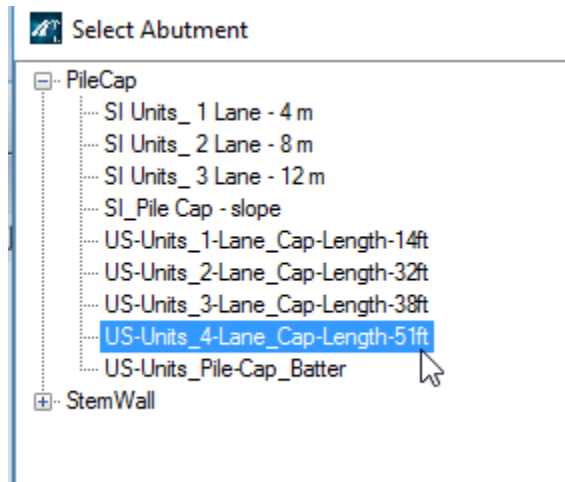 Select Abutment
PileCap
SI Units_ 1 Lane - 4 m
SI Units_ 2 Lane - 8 m
SI Units_ 3 Lane - 12 m
SI_Pile Cap - slope
US-Units_1-Lane_Cap-Length-14ft
US-Units_2-Lane_Cap-Length-32ft
US-Units_3-Lane_Cap-Length-38ft
US-Units_4-Lane_Cap-Length-51ft
US-Units_Pile-Cap_Batter
StemWall